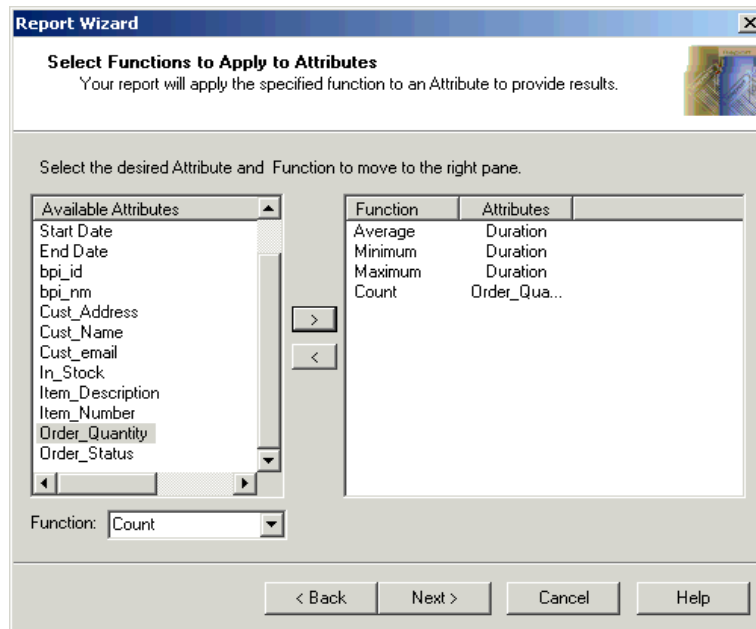 Report Wizard
Select Functions to Apply to Attributes
Your report will apply the specified function to an Attribute to provide results.
Select the desired Attribute and Function to move to the right pane.
Available Attributes
Start Date
End Date
bpi_id
bpi_nm
Cust_Address
Cust_Name
Cust_email
In_Stock
Item_Description
Item_Number
Order_Quantity
Order_Status
>
<
Function Attributes
Average Duration
Minimum Duration
Maximum Duration
Count Order_Qua...
Function: Count
< Back Next > Cancel Help